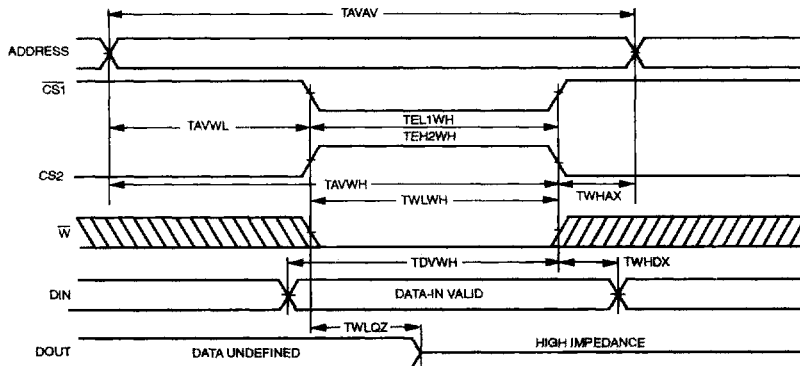 TAVAV
ADDRESS
CS1
TAVWL
TEL1WH
TEH2WH
CS2
TAVWH
TWHAX
TWLWH
W
TDVWH
TWHDX
DIN
DATA-IN VALID
TWLQZ
DOUT
DATA UNDEFINED
HIGH IMPEDANCE